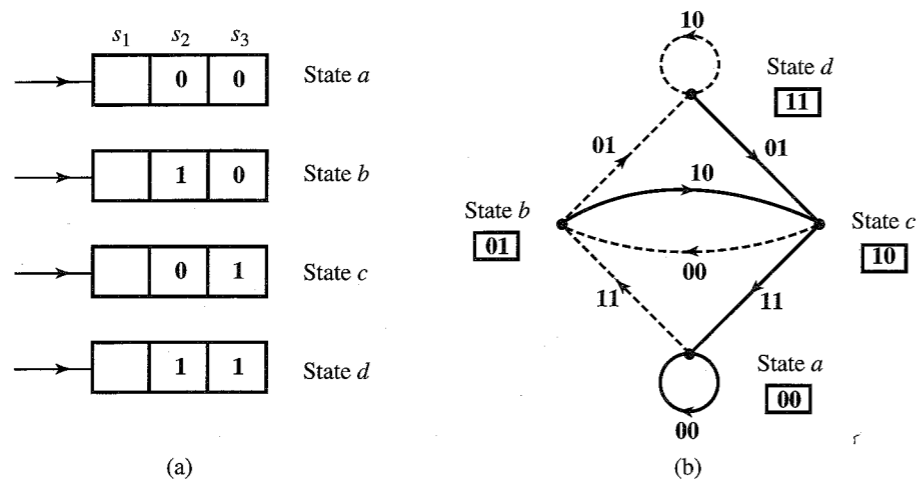 s1 s2 s3
0 0 State a
1 0 State b
0 1 State c
1 1 State d
(a)
10
State d
11
01
01
10
State b
01
State c
10
00
11
11
State a
00
00
(b)